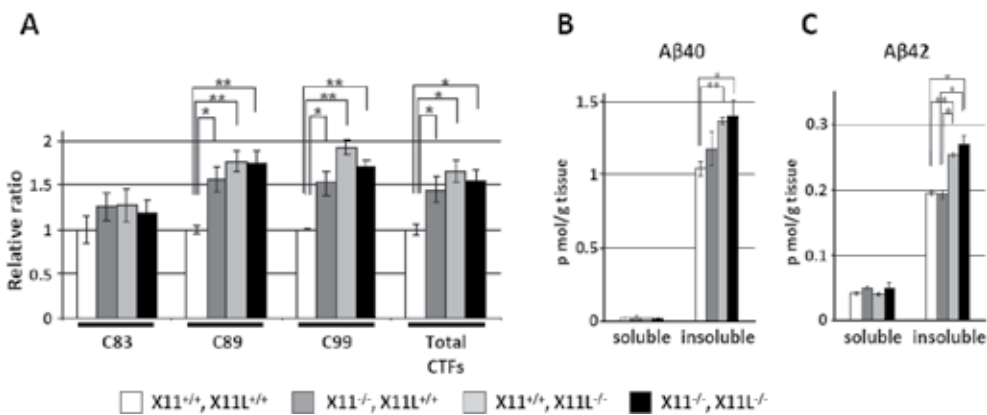 A
Relative ratio
2
1.5
1
0.5
0
** ** * ** ** * * * *
C83 C89 C99 Total CTFs
B
Aβ40
p mol/g tissue
1.5
1
0.5
0
* **
soluble insoluble
C
Aβ42
p mol/g tissue
0.3
0.2
0.1
0
* * ** *
soluble insoluble
X11+/+, X11L+/+ X11-/-, X11L+/+ X11+/+, X11L-/- X11-/-, X11L-/-